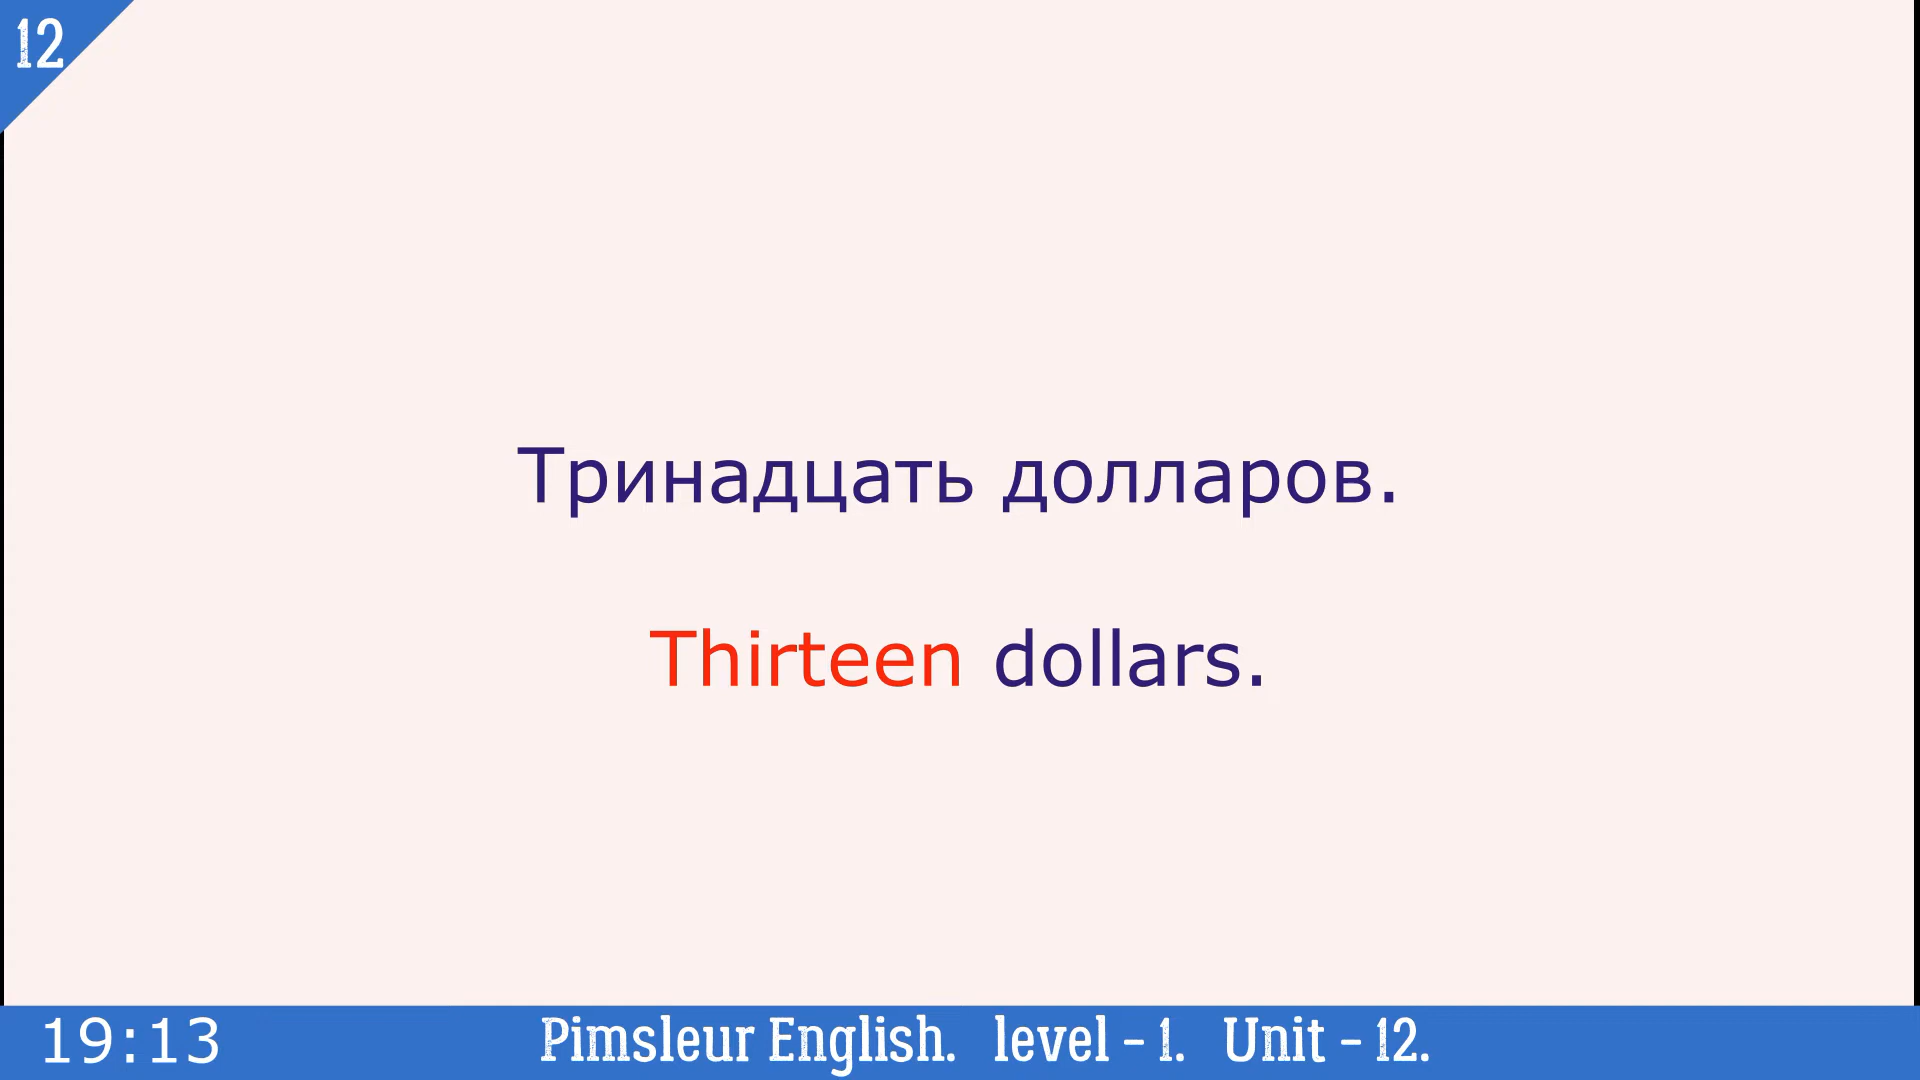 12
Тринадцать долларов.
Thirteen dollars.
19:13
Pimsleur English. level - 1. Unit - 12.